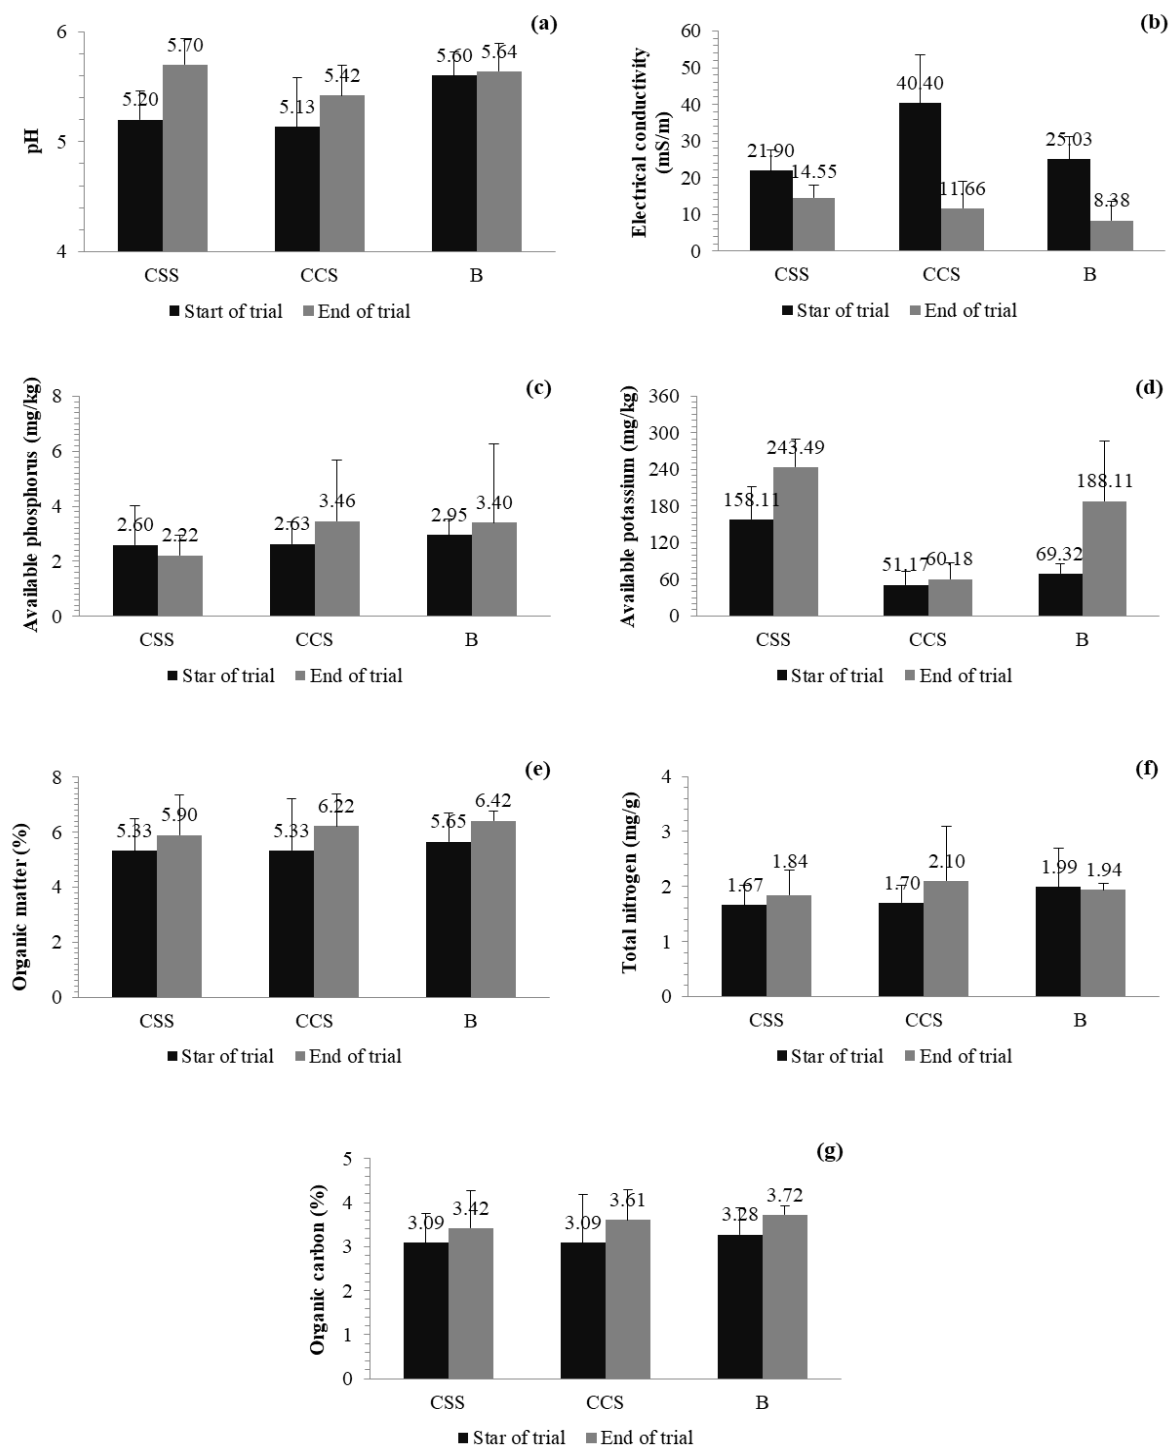 (a)
6
5
4
pH
5.20
5.70
5.13
5.42
5.60
5.64
CSS
CCS
B
Start of trial
End of trial
(b)
60
50
40
30
20
10
0
Electrical conductivity
(mS/m)
21.90
14.55
40.40
11.66
25.03
8.38
CSS
CCS
B
Star of trial
End of trial
(c)
8
6
4
2
0
Available phosphorus (mg/kg)
2.60
2.22
2.63
3.46
2.95
3.40
CSS
CCS
B
Star of trial
End of trial
(d)
360
300
240
180
120
60
0
Available potassium (mg/kg)
158.11
243.49
51.17
60.18
69.32
188.11
CSS
CCS
B
Star of trial
End of trial
(e)
8
6
4
2
0
Organic matter (%)
5.33
5.90
5.33
6.22
5.65
6.42
CSS
CCS
B
Star of trial
End of trial
(f)
4
3
2
1
0
Total nitrogen (mg/g)
1.67
1.84
1.70
2.10
1.99
1.94
CSS
CCS
B
Star of trial
End of trial
(g)
5
4
3
2
1
0
Organic carbon (%)
3.09
3.42
3.09
3.61
3.28
3.72
CSS
CCS
B
Star of trial
End of trial